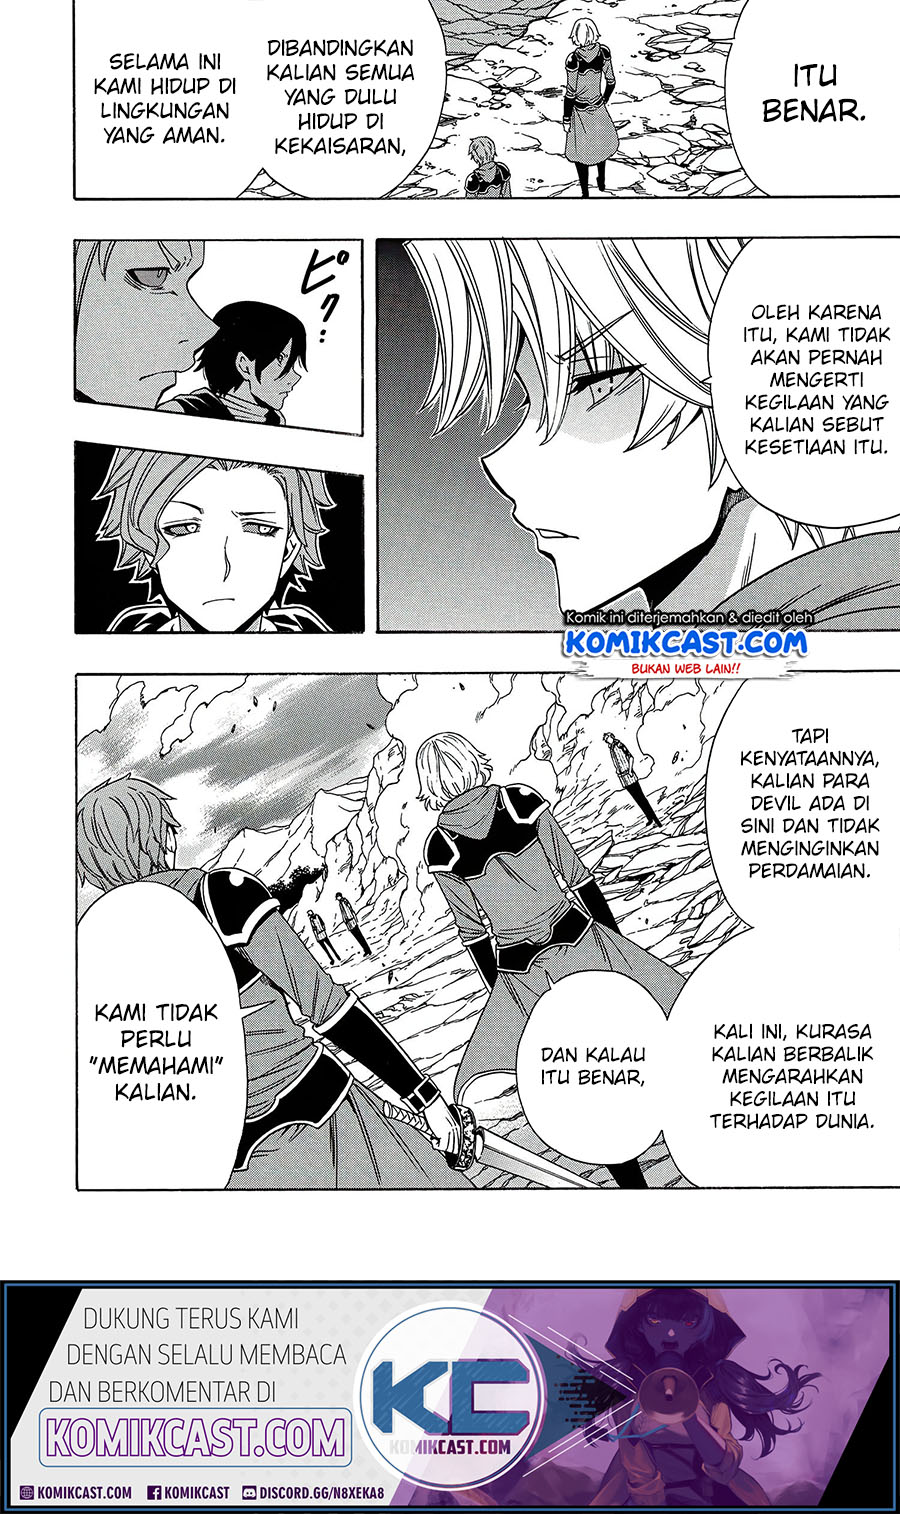 ITU
BENAR.
DIBANDINGKAN
KALIAN SEMUA
YANG DULU
HIDUP DI
KEKAISARAN,
SELAMA INI
KAMI HIDUP DI
LINGKUNGAN
YANG AMAN.
OLEH KARENA
ITU, KAMI TIDAK
AKAN PERNAH
MENGERTI
KEGILAAN YANG
KALIAN SEBUT
KESETIAAN ITU.
ピク?
Komik ini diterjemahkan & diedit oleh
KOMIKCAST.COM
BUKAN WEB LAIN!!
TAPI
KENYATAANNYA,
KALIAN PARA
DEVIL ADA DI
SINI DAN TIDAK
MENGINGINKAN
PERDAMAIAN.
KALI INI, KURASA
KALIAN BERBALIK
MENGARAHKAN
KEGILAAN ITU
TERHADAP DUNIA.
DAN KALAU
ITU BENAR,
KAMI TIDAK
PERLU
"MEMAHAMI"
KALIAN.
DUKUNG TERUS KAMI
DENGAN SELALU MEMBACA
DAN BERKOMENTAR DI
KOMIKCAST.COM
KC
KOMIKCAST.COM
KOMIKCAST.COM KOMIKCAST DISCORD.GG/N8XEKA8